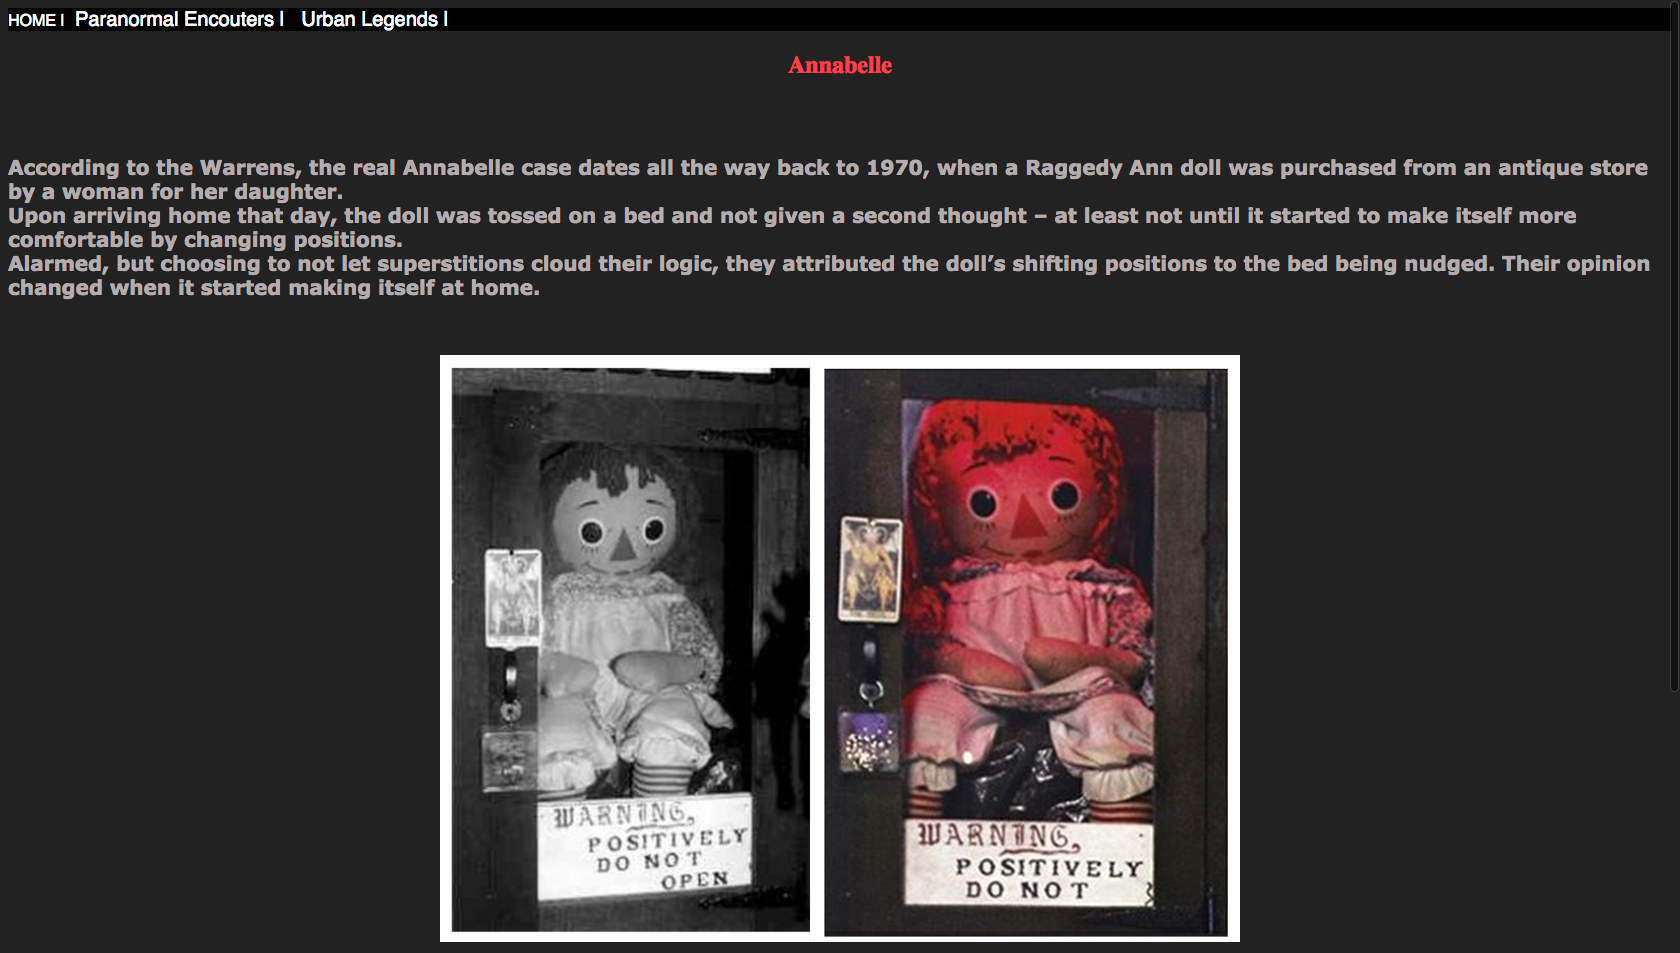 HOME I Paranormal Encouters I Urban Legends I
Annabelle
According to the Warrens, the real Annabelle case dates all the way back to 1970, when a Raggedy Ann doll was purchased from an antique store
by a woman for her daughter.
Upon arriving home that day, the doll was tossed on a bed and not given a second thought – at least not until it started to make itself more
comfortable by changing positions.
Alarmed, but choosing to not let superstitions cloud their logic, they attributed the doll’s shifting positions to the bed being nudged. Their opinion
changed when it started making itself at home.
WARNING,
POSITIVELY
DO NOT
OPEN
WARNING,
POSITIVELY
DO NOT